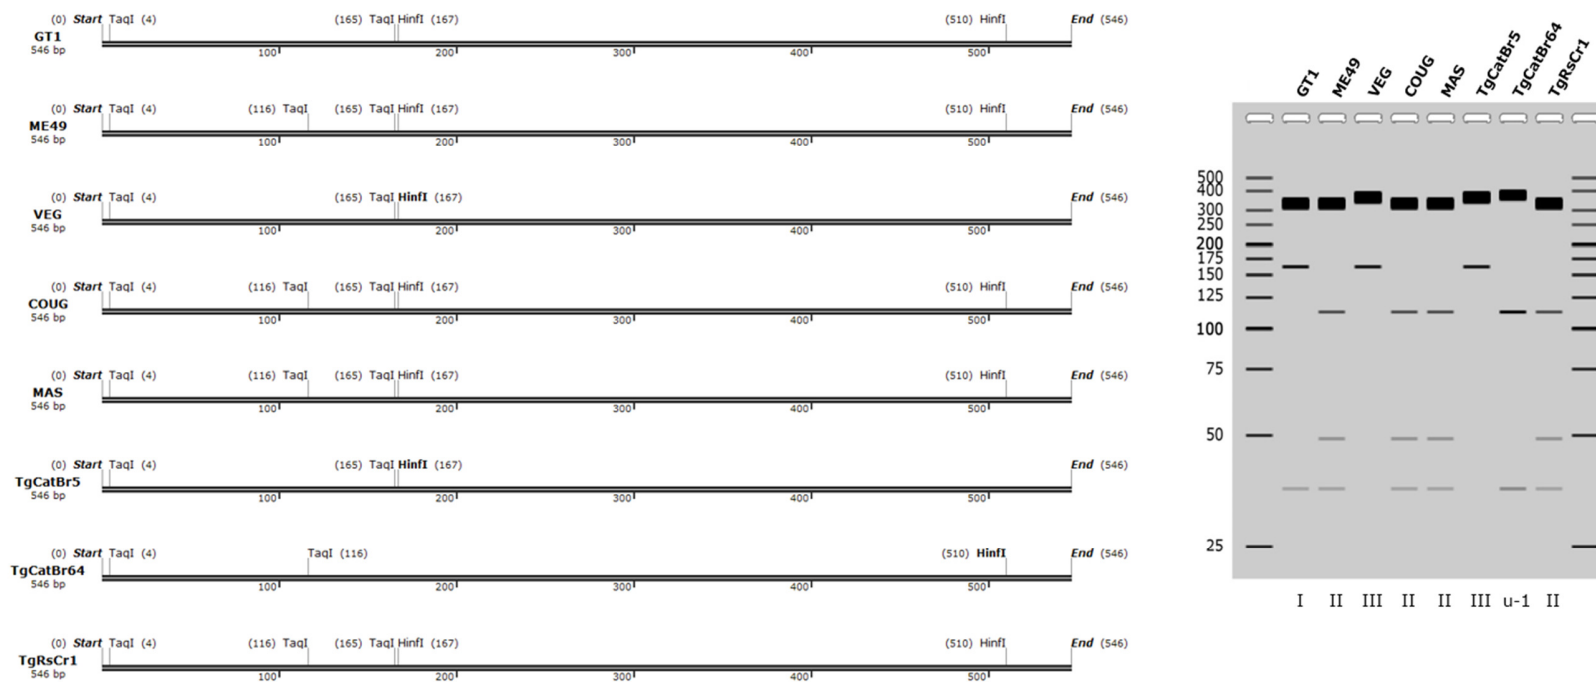 (0) Start TaqI (4) (165) TaqI HinfI (167) (510) HinfI End (546)
GT1
546 bp
100 200 300 400 500
(0) Start TaqI (4) (116) TaqI (165) TaqI HinfI (167) (510) HinfI End (546)
ME49
546 bp
100 200 300 400 500
(0) Start TaqI (4) (165) TaqI HinfI (167) End (546)
VEG
546 bp
100 200 300 400 500
(0) Start TaqI (4) (116) TaqI (165) TaqI HinfI (167) (510) HinfI End (546)
COUG
546 bp
100 200 300 400 500
(0) Start TaqI (4) (116) TaqI (165) TaqI HinfI (167) (510) HinfI End (546)
MAS
546 bp
100 200 300 400 500
(0) Start TaqI (4) (165) TaqI HinfI (167) End (546)
TgCatBr5
546 bp
100 200 300 400 500
(0) Start TaqI (4) TaqI (116) (510) HinfI End (546)
TgCatBr64
546 bp
100 200 300 400 500
(0) Start TaqI (4) (116) TaqI (165) TaqI HinfI (167) (510) HinfI End (546)
TgRsCr1
546 bp
100 200 300 400 500
GT1 ME49 VEG COUG MAS TgCatBr5 TgCatBr64 TgRsCr1
500
400
300
250
200
175
150
125
100
75
50
25
I II III II II III u-1 II